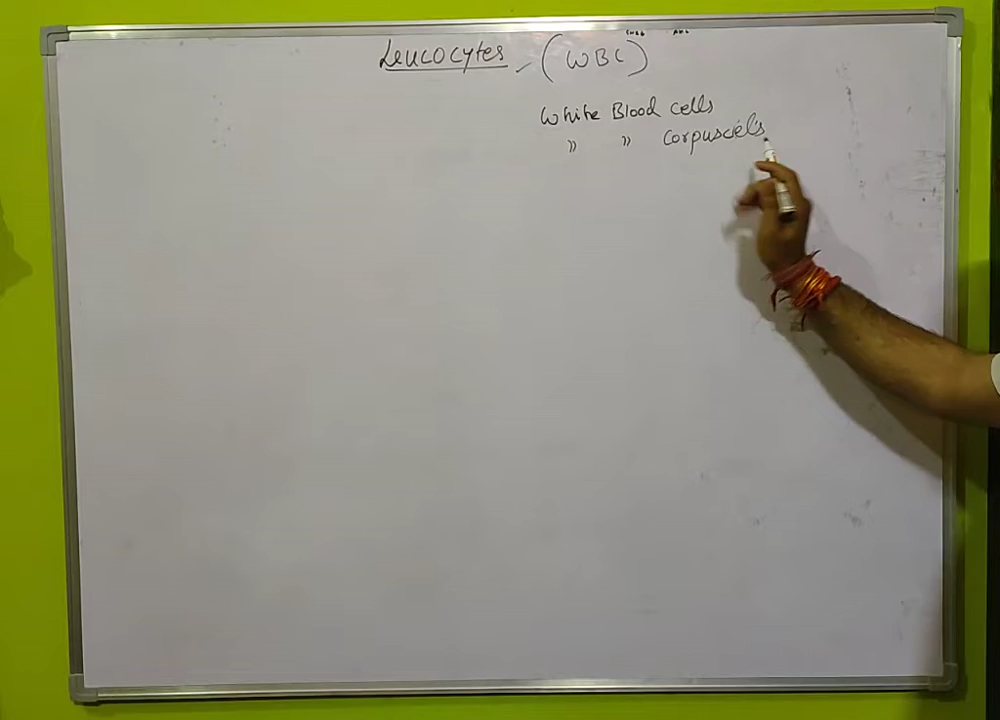 Leucocytes - (WBC)
White Blood cells
" " Corpuscels